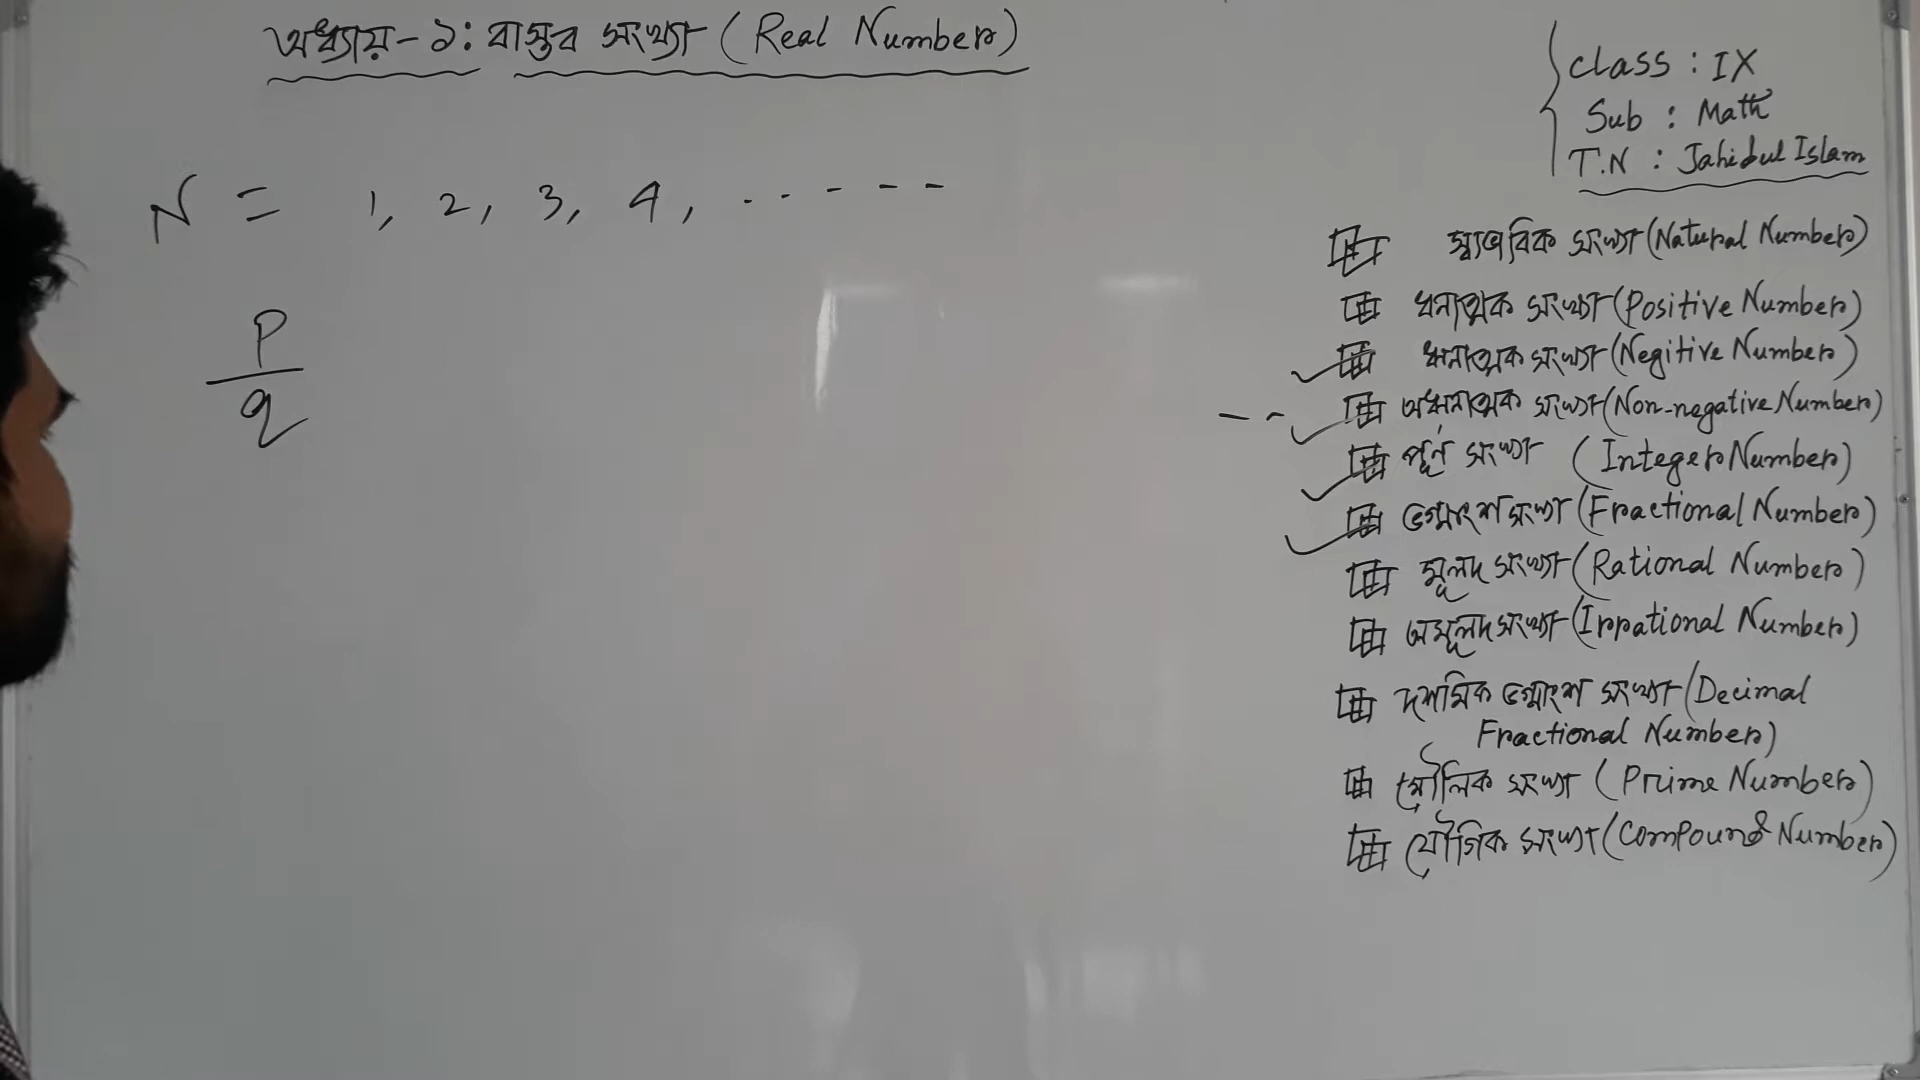 অধ্যায়-১: বাস্তব সংখ্যা (Real Number)
class : IX
Sub : Math
T.N : Jahidul Islam
N = 1, 2, 3, 4, ......
P
q
স্বাভাবিক সংখ্যা (Natural Number)
ধনাত্মক সংখ্যা (Positive Number)
ঋনাত্মক সংখ্যা (Negitive Number)
অঋনাত্মক সংখ্যা (Non-negative Number)
পূর্ণ সংখ্যা (Integer Number)
ভগ্নাংশ সংখ্যা (Fractional Number)
মূলদ সংখ্যা (Rational Number)
অমূলদ সংখ্যা (Irrational Number)
দশমিক ভগ্নাংশ সংখ্যা (Decimal
Fractional Number)
মৌলিক সংখ্যা (Prime Number)
যৌগিক সংখ্যা (Compound Number)